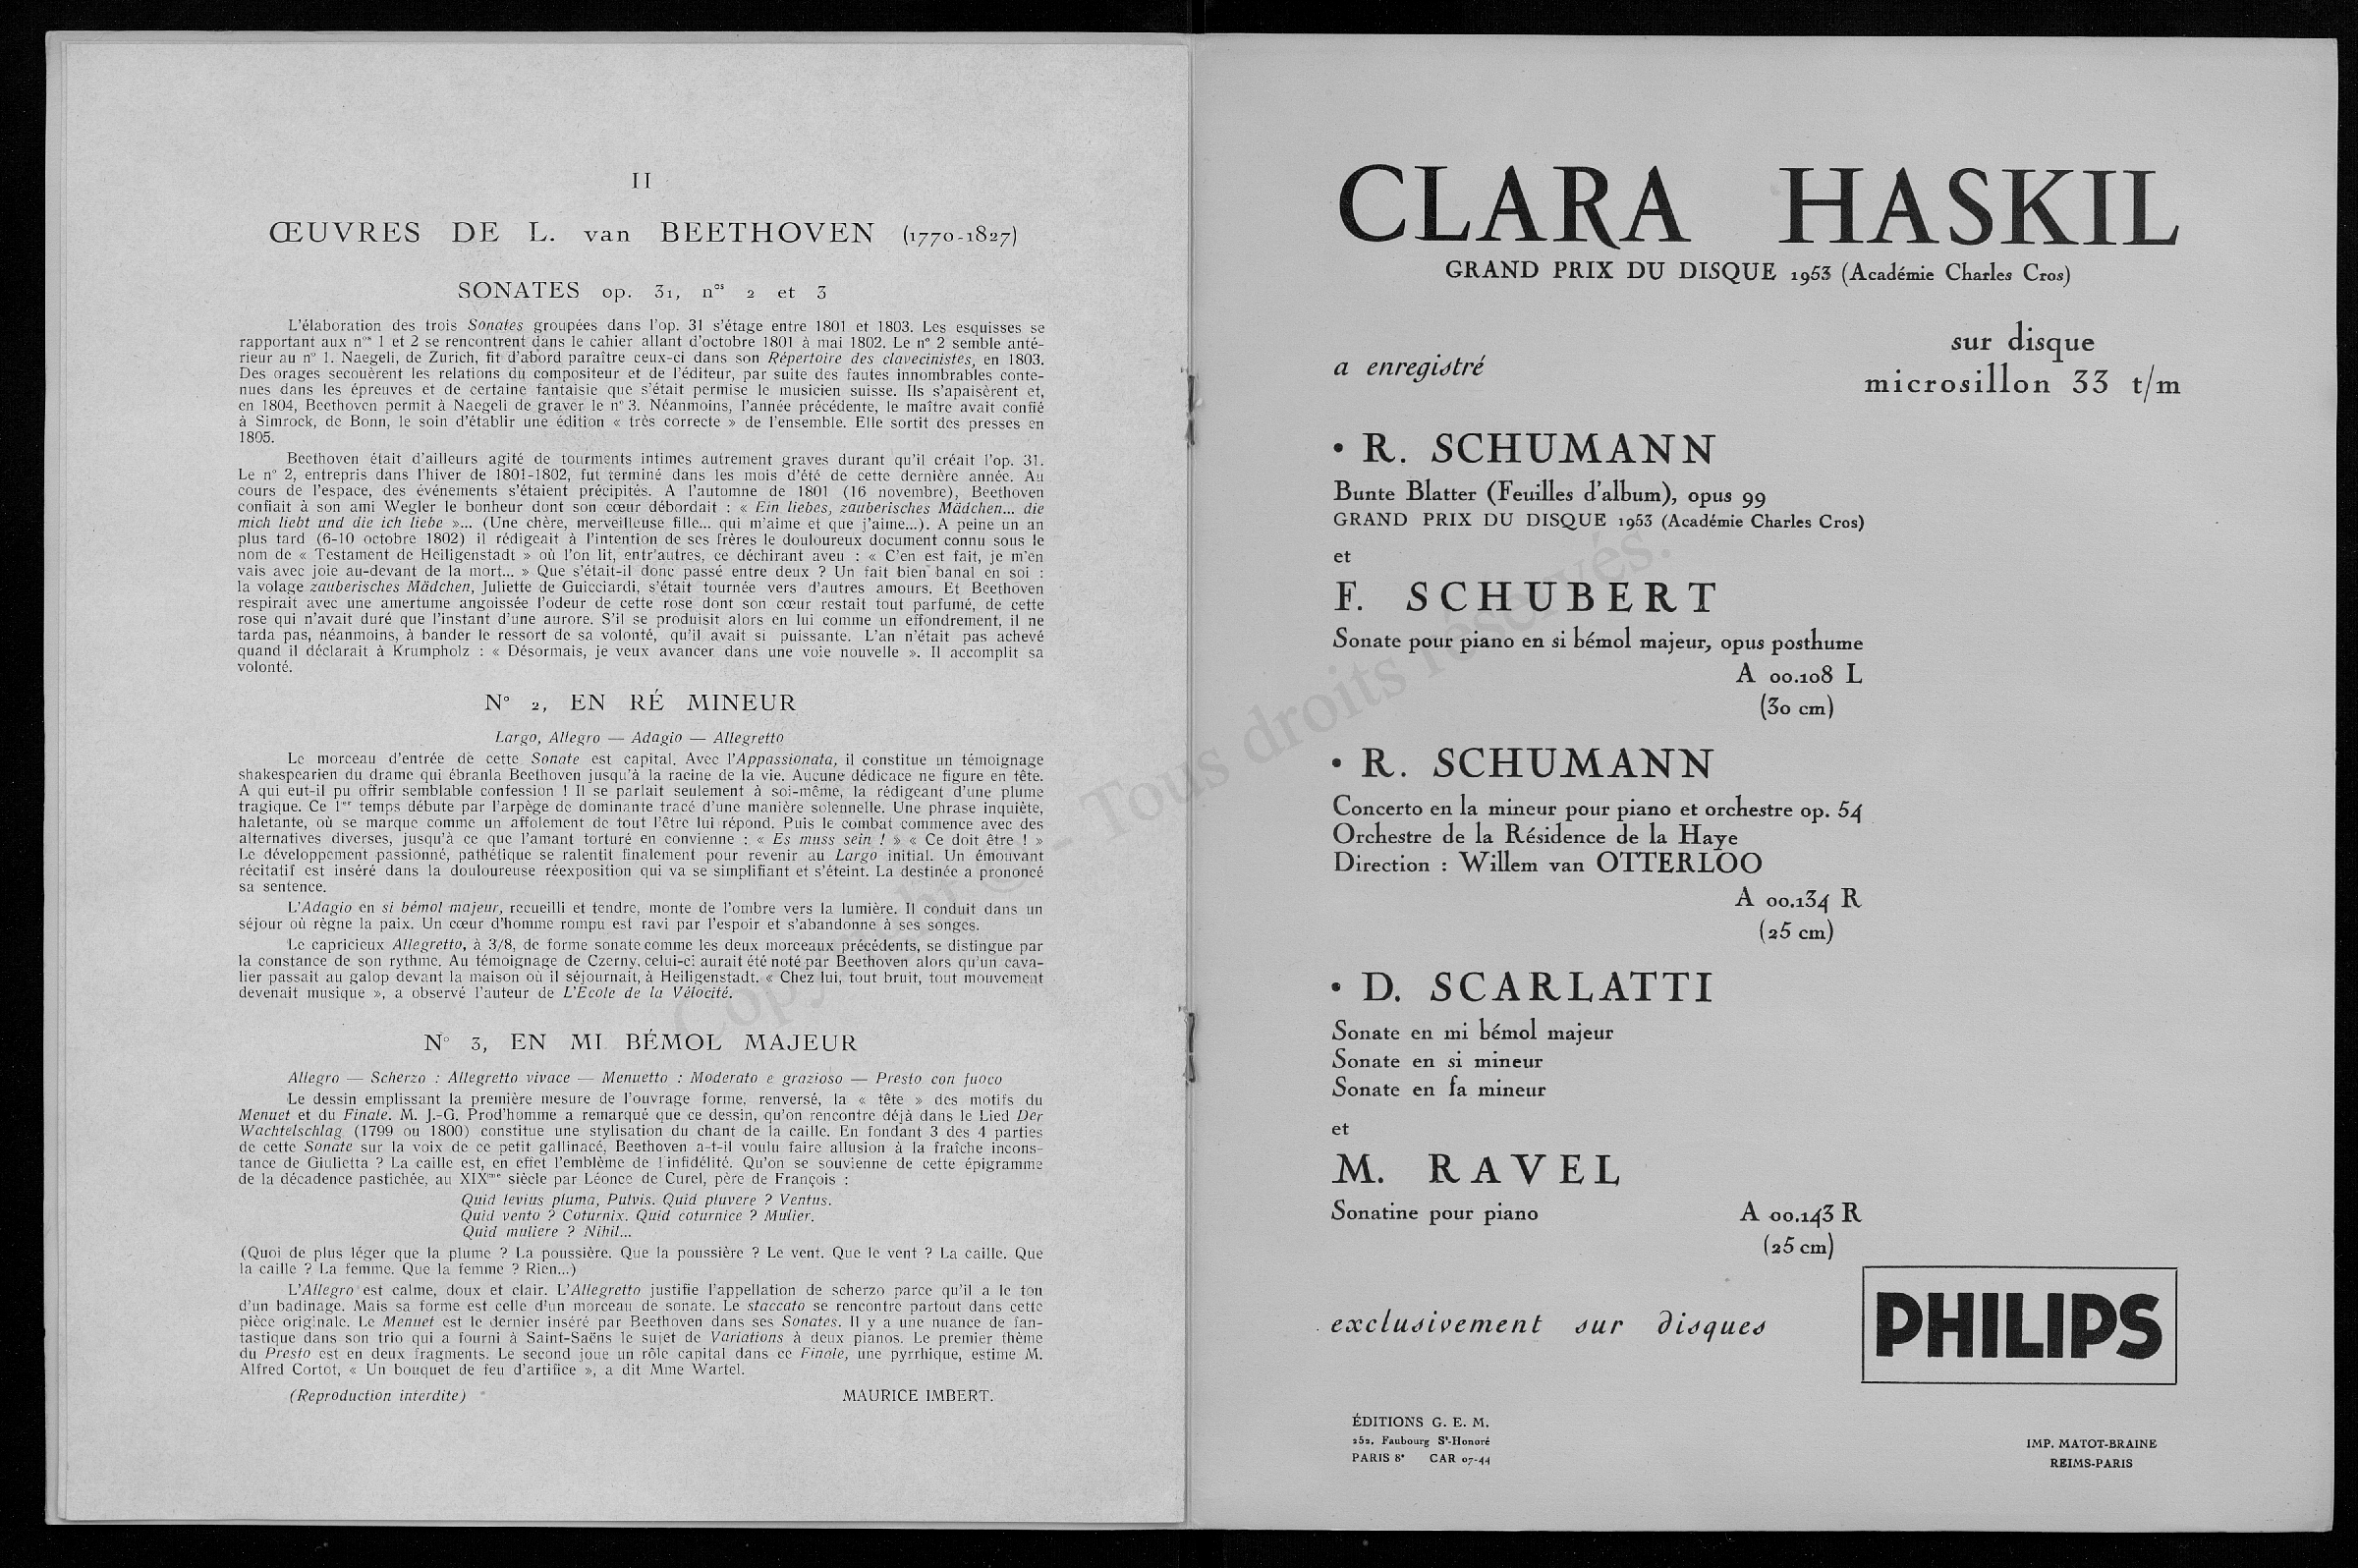 II
ŒUVRES DE L. van BEETHOVEN (1770-1827)
SONATES op. 31, nos 2 et 3
L'élaboration des trois Sonates groupées dans l'op. 31 s'étage entre 1801 et 1803. Les esquisses se
rapportant aux nos 1 et 2 se rencontrent dans le cahier allant d'octobre 1801 à mai 1802. Le n° 2 semble anté-
rieur au n° 1. Naegeli, de Zurich, fit d'abord paraître ceux-ci dans son Répertoire des clavecinistes, en 1803.
Des orages secouèrent les relations du compositeur et de l'éditeur, par suite des fautes innombrables conte-
nues dans les épreuves et de certaine fantaisie que s'était permise le musicien suisse. Ils s'apaisèrent et,
en 1804, Beethoven permit à Naegeli de graver le n° 3. Néanmoins, l'année précédente, le maître avait confié
à Simrock, de Bonn, le soin d'établir une édition « très correcte » de l'ensemble. Elle sortit des presses en
1805.
Beethoven était d'ailleurs agité de tourments intimes autrement graves durant qu'il créait l'op. 31.
Le n° 2, entrepris dans l'hiver de 1801-1802, fut terminé dans les mois d'été de cette dernière année. Au
cours de l'espace, des événements s'étaient précipités. A l'automne de 1801 (16 novembre), Beethoven
confiait à son ami Wegler le bonheur dont son cœur débordait : « Ein liebes, zauberisches Mädchen... die
mich liebt und die ich liebe »... (Une chère, merveilleuse fille... qui m'aime et que j'aime...). A peine un an
plus tard (6-10 octobre 1802) il rédigeait à l'intention de ses frères le douloureux document connu sous le
nom de « Testament de Heiligenstadt » où l'on lit, entr'autres, ce déchirant aveu : « C'en est fait, je m'en
vais avec joie au-devant de la mort... » Que s'était-il donc passé entre deux ? Un fait bien banal en soi :
la volage zauberisches Mädchen, Juliette de Guicciardi, s'était tournée vers d'autres amours. Et Beethoven
respirait avec une amertume angoissée l'odeur de cette rose dont son cœur restait tout parfumé, de cette
rose qui n'avait duré que l'instant d'une aurore. S'il se produisit alors en lui comme un effondrement, il ne
tarda pas, néanmoins, à bander le ressort de sa volonté, qu'il avait si puissante. L'an n'était pas achevé
quand il déclarait à Krumpholz : « Désormais, je veux avancer dans une voie nouvelle ». Il accomplit sa
volonté.
N° 2, EN RÉ MINEUR
Largo, Allegro — Adagio — Allegretto
Le morceau d'entrée de cette Sonate est capital. Avec l'Appassionata, il constitue un témoignage
shakespearien du drame qui ébranla Beethoven jusqu'à la racine de la vie. Aucune dédicace ne figure en tête.
A qui eut-il pu offrir semblable confession ! Il se parlait seulement à soi-même, la rédigeant d'une plume
tragique. Ce 1er temps débute par l'arpège de dominante tracé d'une manière solennelle. Une phrase inquiète,
haletante, où se marque comme un affolement de tout l'être lui répond. Puis le combat commence avec des
alternatives diverses, jusqu'à ce que l'amant torturé en convienne : « Es muss sein ! » « Ce doit être ! »
Le développement passionné, pathétique se ralentit finalement pour revenir au Largo initial. Un émouvant
récitatif est inséré dans la douloureuse réexposition qui va se simplifiant et s'éteint. La destinée a prononcé
sa sentence.
L'Adagio en si bémol majeur, recueilli et tendre, monte de l'ombre vers la lumière. Il conduit dans un
séjour où règne la paix. Un cœur d'homme rompu est ravi par l'espoir et s'abandonne à ses songes.
Le capricieux Allegretto, à 3/8, de forme sonate comme les deux morceaux précédents, se distingue par
la constance de son rythme. Au témoignage de Czerny, celui-ci aurait été noté par Beethoven alors qu'un cava-
lier passait au galop devant la maison où il séjournait, à Heiligenstadt. « Chez lui, tout bruit, tout mouvement
devenait musique », a observé l'auteur de L'Ecole de la Vélocité.
N° 3, EN MI BÉMOL MAJEUR
Allegro — Scherzo : Allegretto vivace — Menuetto : Moderato e grazioso — Presto con fuoco
Le dessin emplissant la première mesure de l'ouvrage forme, renversé, la « tête » des motifs du
Menuet et du Finale. M. J.-G. Prod'homme a remarqué que ce dessin, qu'on rencontre déjà dans le Lied Der
Wachtelschlag (1799 ou 1800) constitue une stylisation du chant de la caille. En fondant 3 des 4 parties
de cette Sonate sur la voix de ce petit gallinacé, Beethoven a-t-il voulu faire allusion à la fraîche incons-
tance de Giulietta ? La caille est, en effet l'emblème de l'infidélité. Qu'on se souvienne de cette épigramme
de la décadence pastichée, au XIXme siècle par Léonce de Curel, père de François :
Quid levius pluma, Pulvis. Quid pluvere ? Ventus.
Quid vento ? Coturnix. Quid coturnice ? Mulier.
Quid muliere ? Nihil...
(Quoi de plus léger que la plume ? La poussière. Que la poussière ? Le vent. Que le vent ? La caille. Que
la caille ? La femme. Que la femme ? Rien...)
L'Allegro est calme, doux et clair. L'Allegretto justifie l'appellation de scherzo parce qu'il a le ton
d'un badinage. Mais sa forme est celle d'un morceau de sonate. Le staccato se rencontre partout dans cette
pièce originale. Le Menuet est le dernier inséré par Beethoven dans ses Sonates. Il y a une nuance de fan-
tastique dans son trio qui a fourni à Saint-Saëns le sujet de Variations à deux pianos. Le premier thème
du Presto est en deux fragments. Le second joue un rôle capital dans ce Finale, une pyrrhique, estime M.
Alfred Cortot, « Un bouquet de feu d'artifice », a dit Mme Wartel.
(Reproduction interdite) MAURICE IMBERT.
CLARA HASKIL
GRAND PRIX DU DISQUE 1953 (Académie Charles Cros)
a enregistré
sur disque
microsillon 33 t/m
• R. SCHUMANN
Bunte Blatter (Feuilles d'album), opus 99
GRAND PRIX DU DISQUE 1953 (Académie Charles Cros)
et
F. SCHUBERT
Sonate pour piano en si bémol majeur, opus posthume
A 00.108 L
(30 cm)
• R. SCHUMANN
Concerto en la mineur pour piano et orchestre op. 54
Orchestre de la Résidence de la Haye
Direction : Willem van OTTERLOO
A 00.134 R
(25 cm)
• D. SCARLATTI
Sonate en mi bémol majeur
Sonate en si mineur
Sonate en fa mineur
et
M. RAVEL
Sonatine pour piano A 00.143 R
(25 cm)
exclusivement sur disques
PHILIPS
ÉDITIONS G. E. M.
252, Faubourg St-Honoré
PARIS 8e CAR 07-44
IMP. MATOT-BRAINE
REIMS-PARIS
Copyright © - Tous droits réservés.